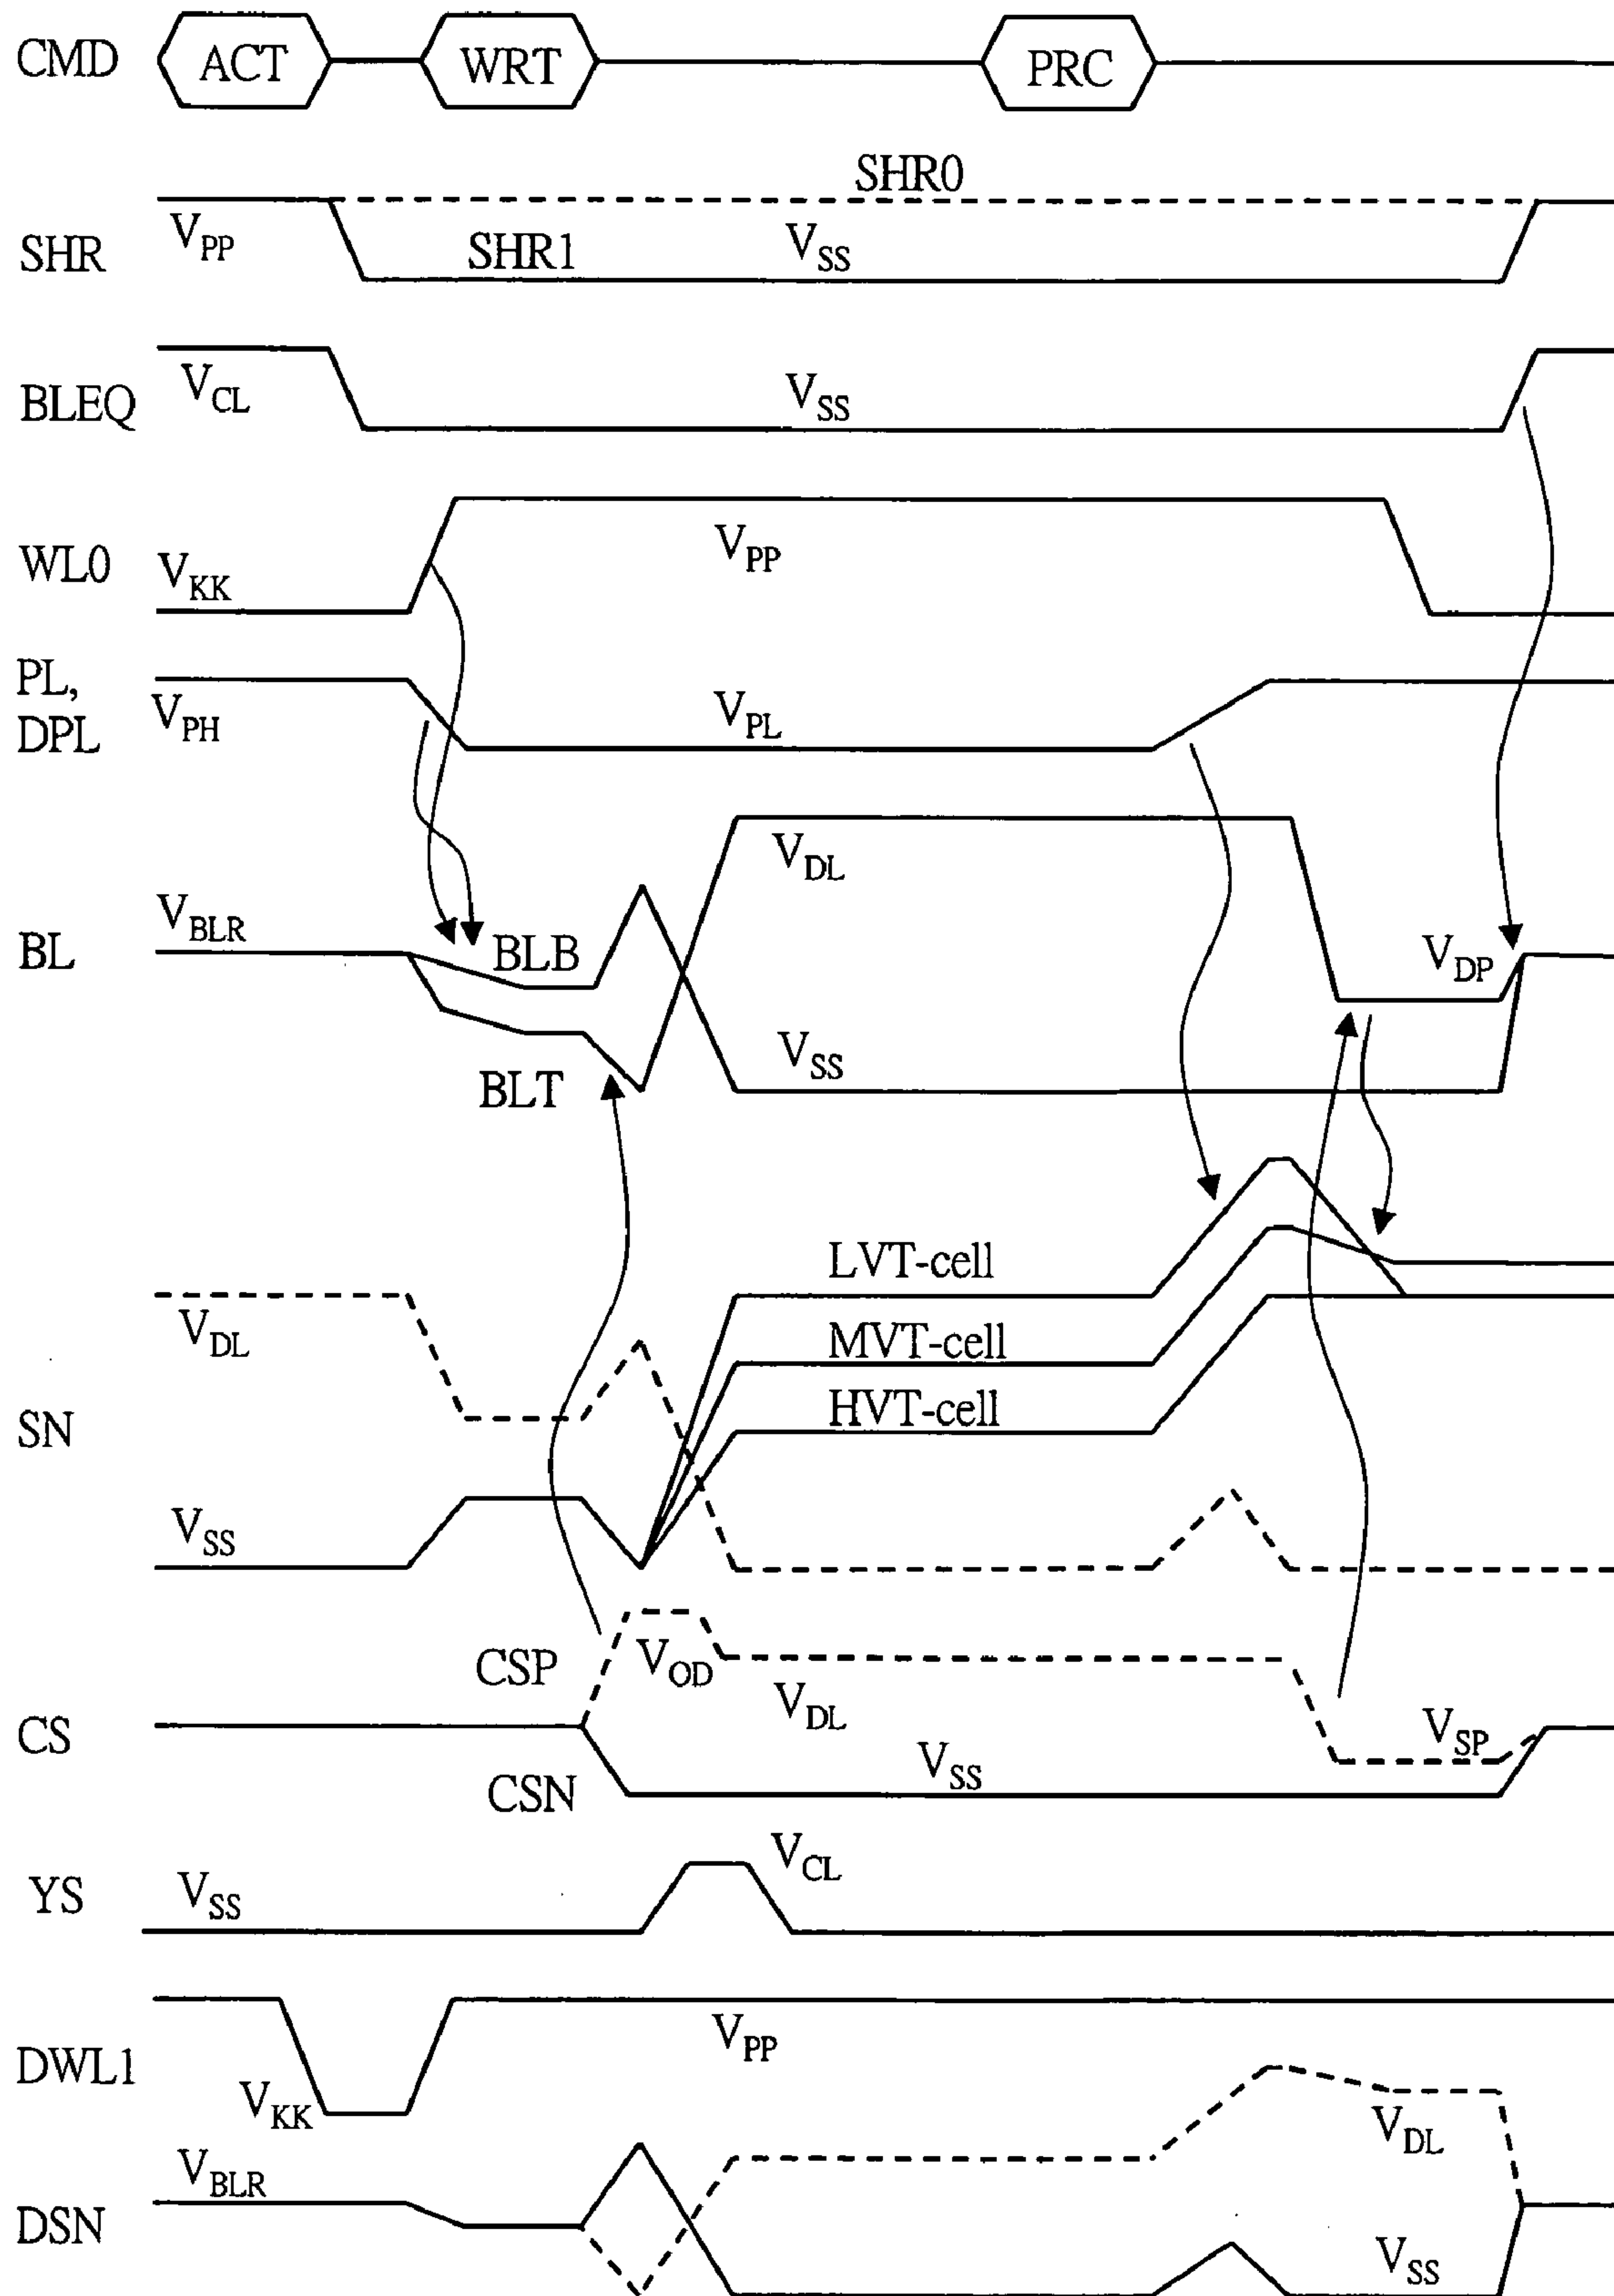 CMD ACT WRT PRC
SHR0
SHR VPP SHR1 VSS
BLEQ VCL VSS
WL0 VKK VPP
PL,
DPL VPH VPL
VDL
BL VBLR BLB VDP
VSS
BLT
LVT-cell
VDL MVT-cell
SN HVT-cell
VSS
CSP VOD
CS VDL VSP
CSN VSS
YS VSS VCL
VPP
DWL1 VKK
VDL
DSN VBLR
VSS